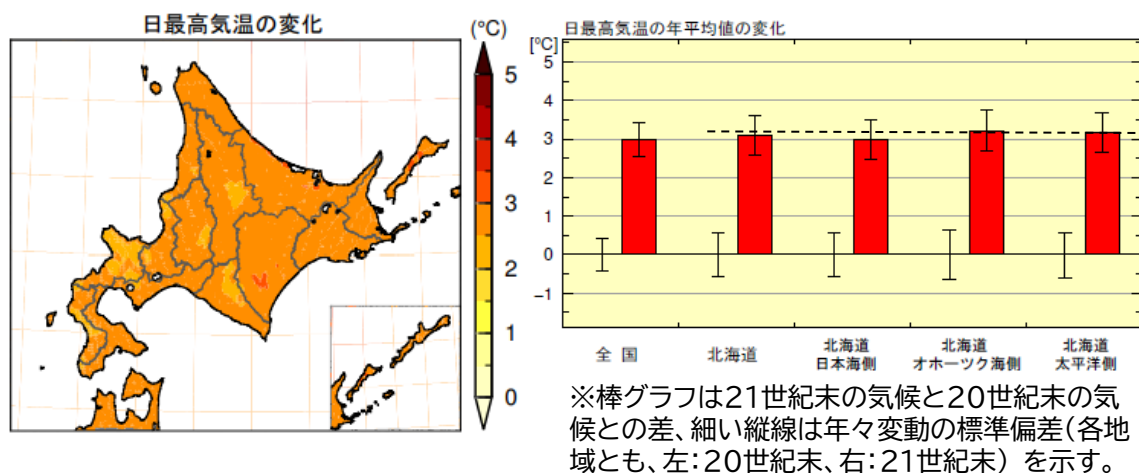 日最高気温の変化
(℃)
5
4
3
2
1
0
日最高気温の年平均値の変化
[℃]
5
4
3
2
1
0
−1
全 国
北海道
北海道
日本海側
北海道
オホーツク海側
北海道
太平洋側
※棒グラフは21世紀末の気候と20世紀末の気
候との差、細い縦線は年々変動の標準偏差(各地
域とも、左:20世紀末、右:21世紀末) を示す。